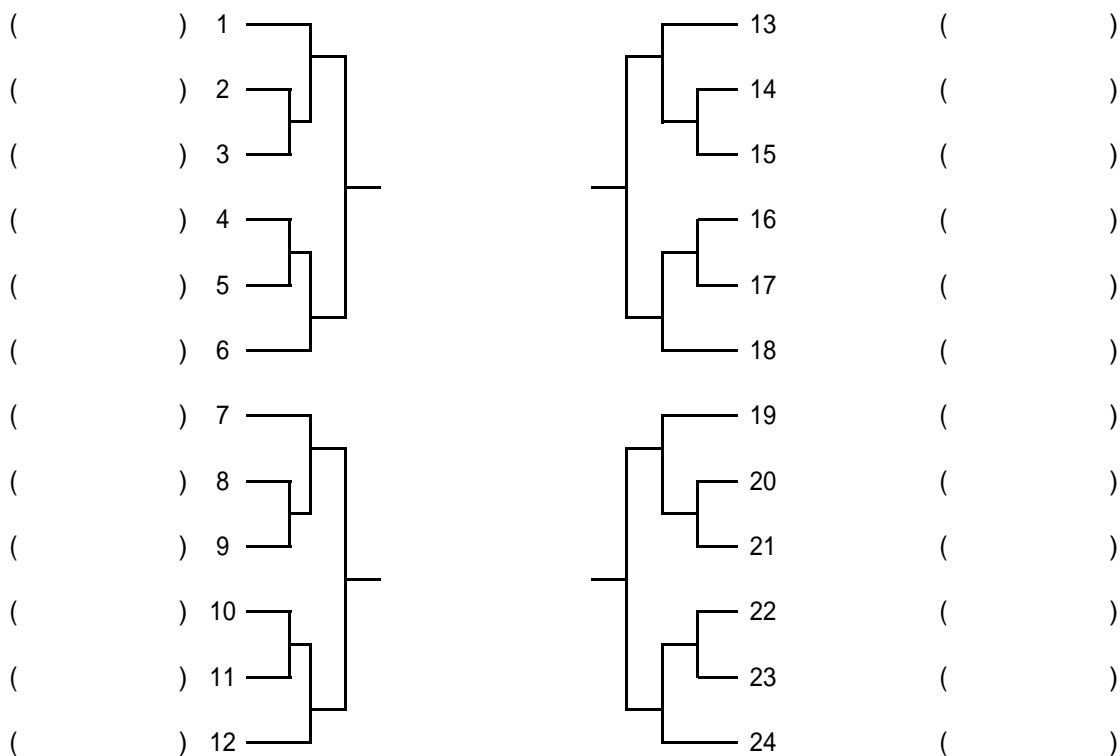 ( ) 1 13 ( )
( ) 2 14 ( )
( ) 3 15 ( )
( ) 4 16 ( )
( ) 5 17 ( )
( ) 6 18 ( )
( ) 7 19 ( )
( ) 8 20 ( )
( ) 9 21 ( )
( ) 10 22 ( )
( ) 11 23 ( )
( ) 12 24 ( )